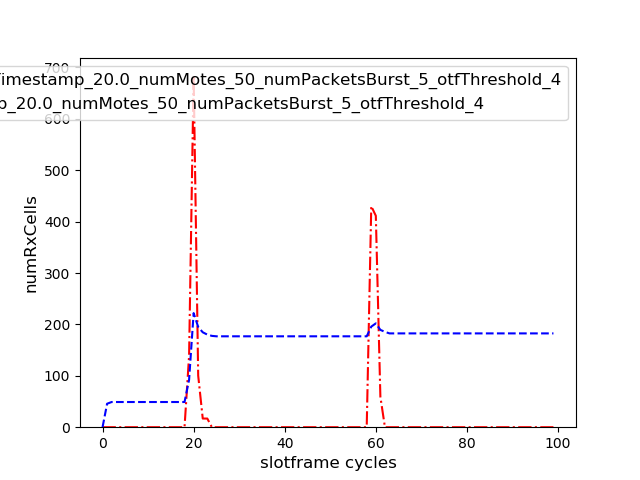 imestamp_20.0_numMotes_50_numPacketsBurst_5_otfThreshold_4
p_20.0_numMotes_50_numPacketsBurst_5_otfThreshold_4
700
600
500
400
300
200
100
0
numRxCells
0 20 40 60 80 100
slotframe cycles